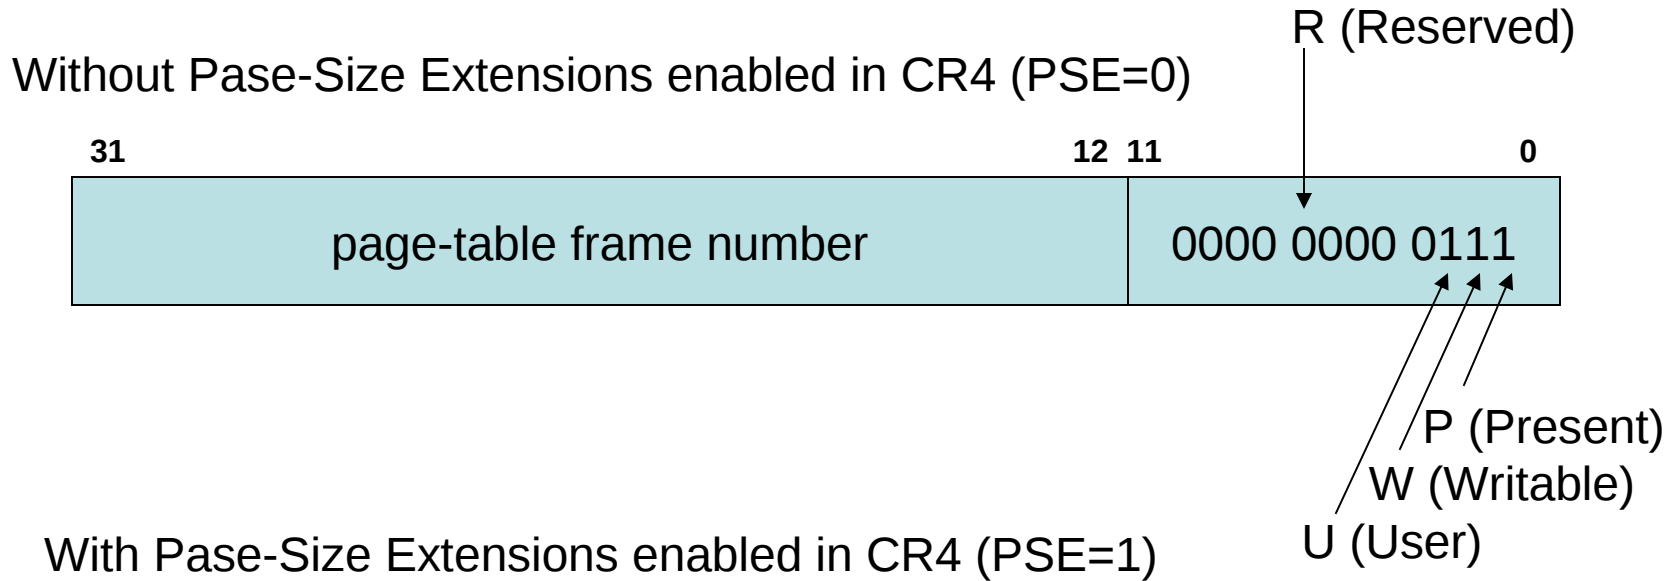 R (Reserved)
Without Pase-Size Extensions enabled in CR4 (PSE=0)
31 12 11 0
page-table frame number 0000 0000 0111
P (Present)
W (Writable)
U (User)
With Pase-Size Extensions enabled in CR4 (PSE=1)